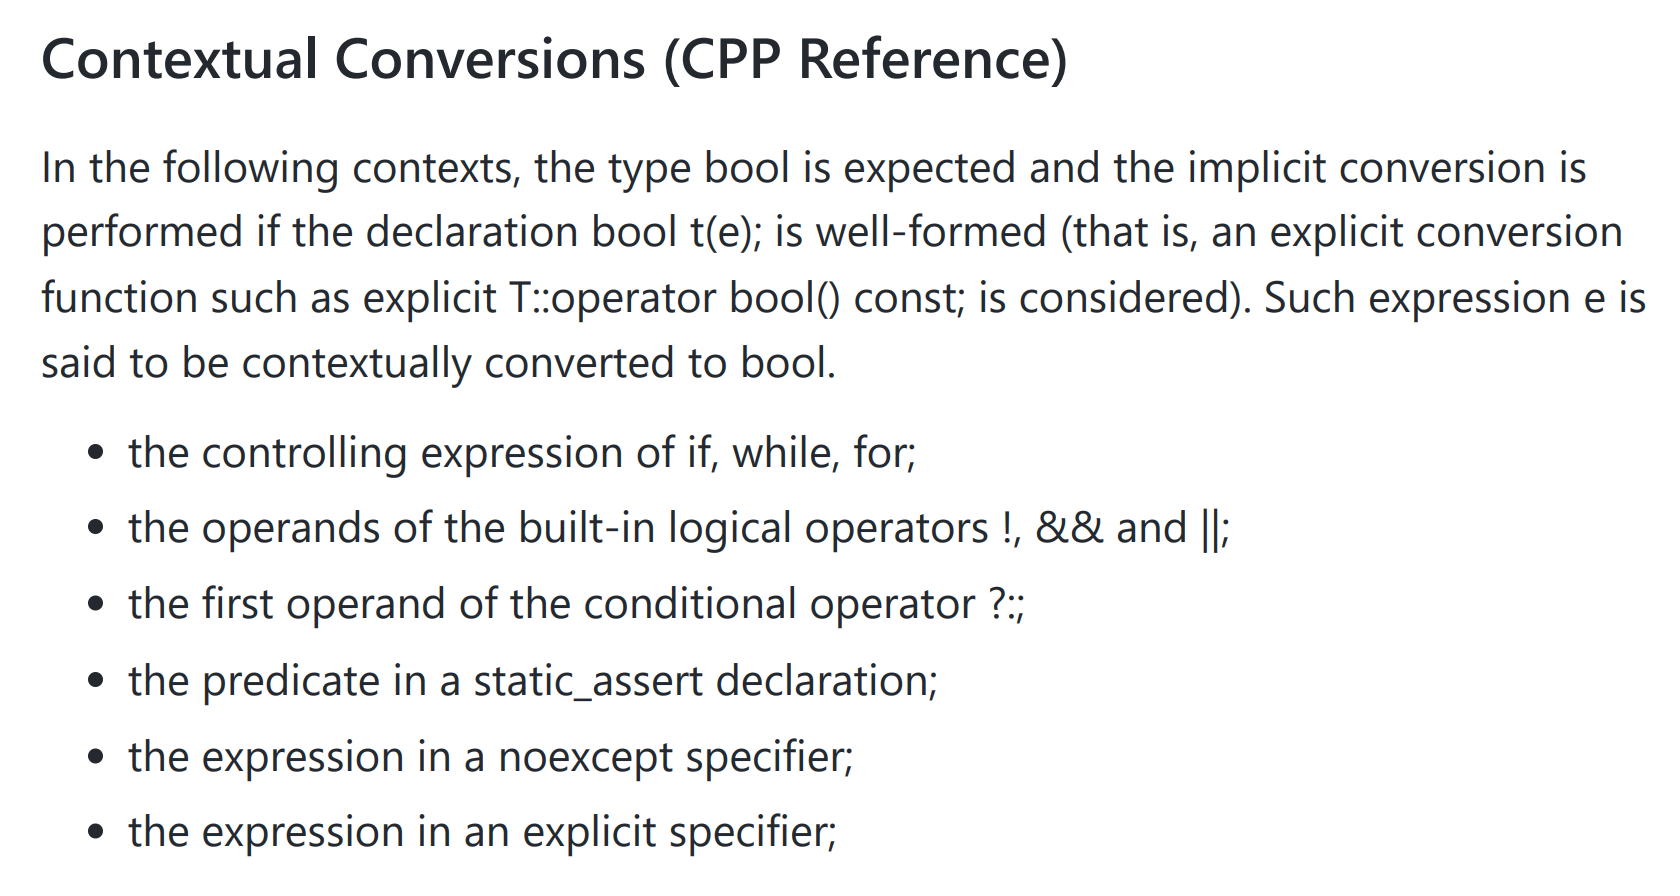 Contextual Conversions (CPP Reference)
In the following contexts, the type bool is expected and the implicit conversion is
performed if the declaration bool t(e); is well-formed (that is, an explicit conversion
function such as explicit T::operator bool() const; is considered). Such expression e is
said to be contextually converted to bool.
• the controlling expression of if, while, for;
• the operands of the built-in logical operators !, && and ||;
• the first operand of the conditional operator ?:;
• the predicate in a static_assert declaration;
• the expression in a noexcept specifier;
• the expression in an explicit specifier;